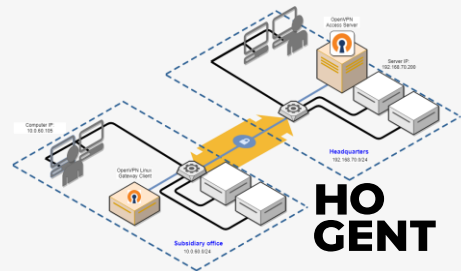 OpenVPN
Access Server
Server IP:
192.168.70.208
Computer IP:
10.0.60.105
Headquarters
192.168.70.0/24
OpenVPN Linux
Gateway Client
HO
GENT
Subsidiary office
10.0.60.0/24